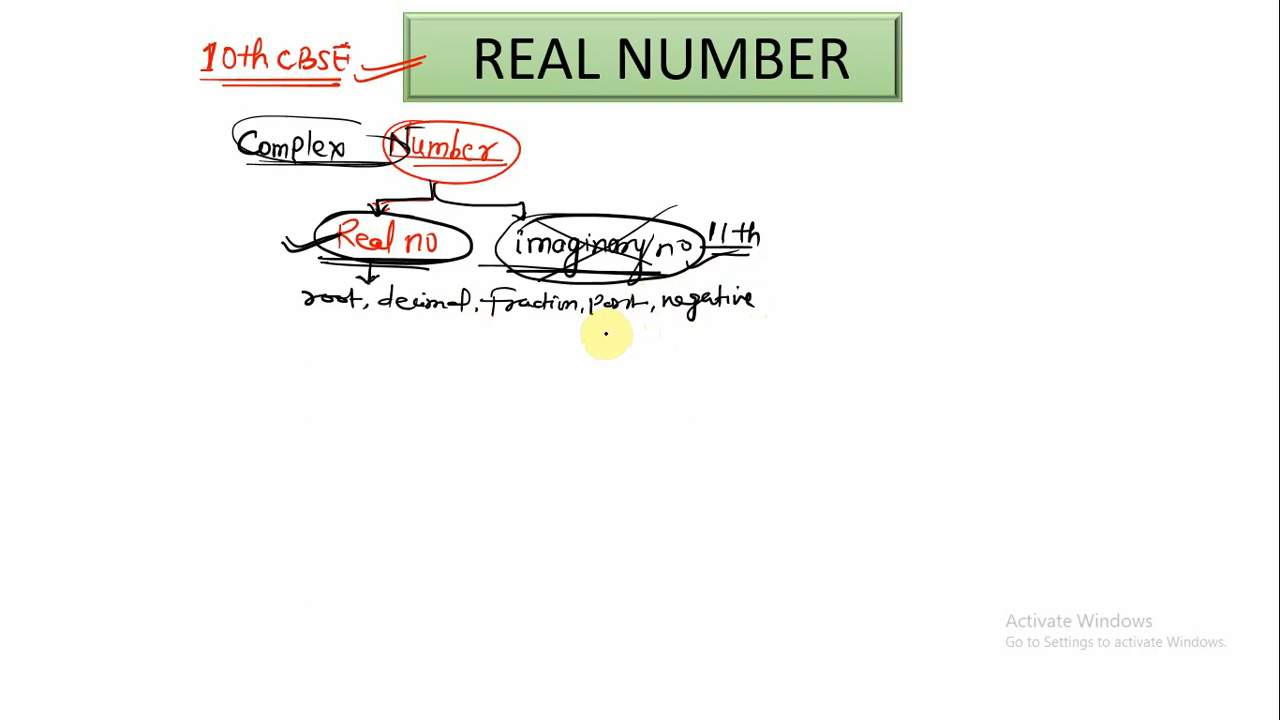 10th CBSE
REAL NUMBER
Complex Number
Real no
imaginary no
11th
root, decimal, fraction, post, negative
Activate Windows
Go to Settings to activate Windows.